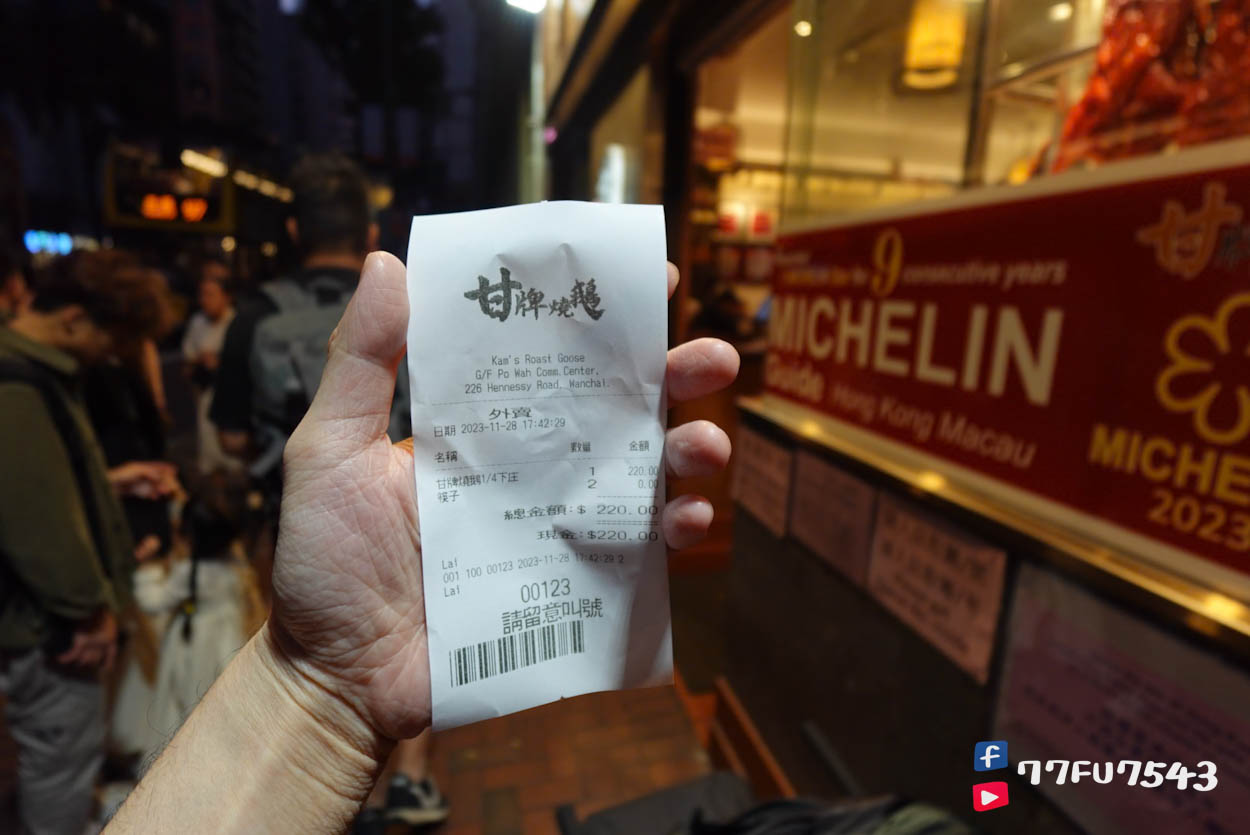 甘牌燒鵝
Kam's Roast Goose
G/F Po Wah Comm.Center,
226 Hennessy Road, Wanchai.
外賣
日期 2023-11-28 17:42:29
名稱 數量 金額
甘牌燒鵝1/4下庄 1 220.00
筷子 2 0.00
總金額:$ 220.00
現金:$220.00
Lai
001 100 00123 2023-11-28 17:42:29 2
Lai
00123
請留意叫號
甘
9 consecutive years
MICHELIN
Guide Hong Kong Macau
MICHE
2023
77FU7543